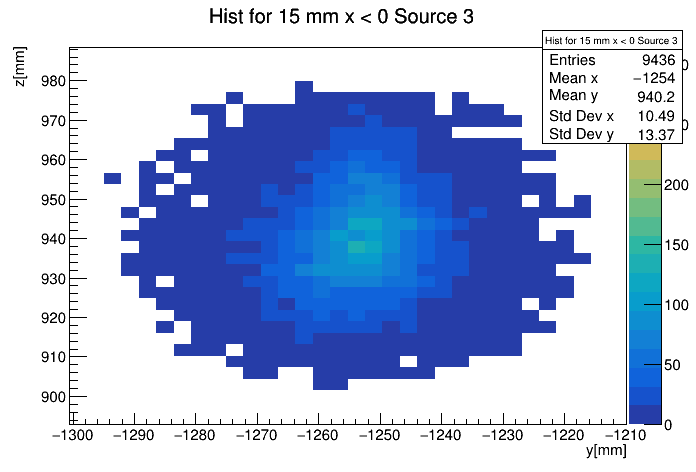 Hist for 15 mm x < 0 Source 3
Hist for 15 mm x < 0 Source 3
Entries 9436
Mean x −1254
Mean y 940.2
Std Dev x 10.49
Std Dev y 13.37
z[mm]
980
970
960
950
940
930
920
910
900
−1300 −1290 −1280 −1270 −1260 −1250 −1240 −1230 −1220 −1210
y[mm]
200
150
100
50
0